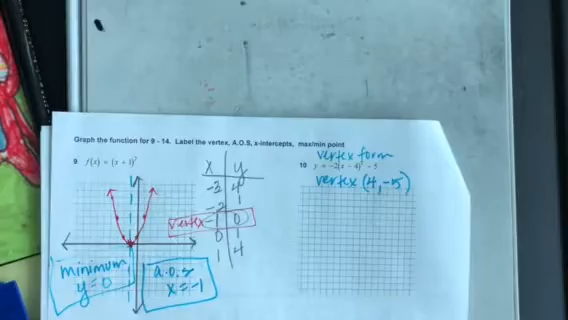 Graph the function for 9 - 14. Label the vertex, A.O.S, x-intercepts, max/min point
9 f(x) = (x + 1)²
x y
-3 4
-2 1
vertex -1 0
0 1
1 4
minimum
y = 0
a.o.s
x = -1
vertex form
10 y = -2(x - 4)² - 5
vertex (4, -5)